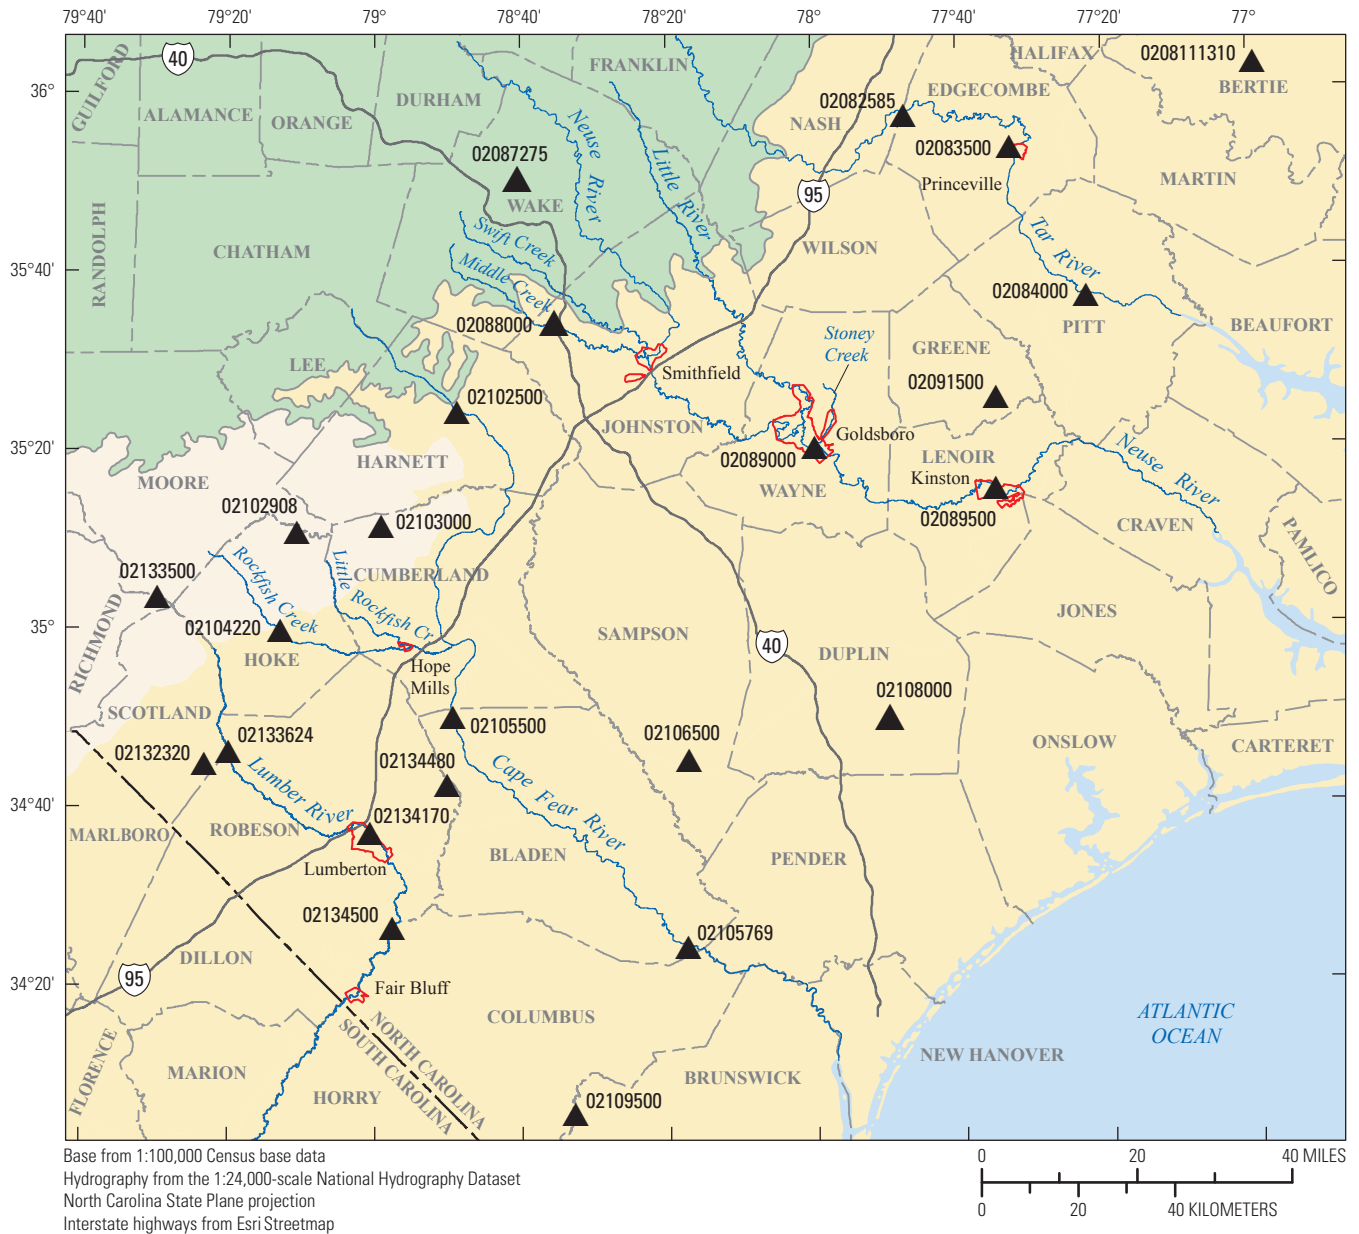 79°40'
79°20'
79°
78°40'
78°20'
78°
77°40'
77°20'
77°
36°
35°40'
35°20'
35°
34°40'
34°20'
GUILFORD
40
ALAMANCE
ORANGE
DURHAM
FRANKLIN
HALIFAX
EDGECOMBE
NASH
0208111310
BERTIE
02082585
02083500
Princeville
MARTIN
02087275
WAKE
Neuse
River
Little
River
95
WILSON
Tar River
RANDOLPH
CHATHAM
Swift Creek
Middle Creek
02088000
02084000
PITT
BEAUFORT
Smithfield
Stoney
Creek
GREENE
02091500
LEE
02102500
JOHNSTON
Goldsboro
02089000
WAYNE
LENOIR
Kinston
02089500
Neuse
River
CRAVEN
PAMLICO
HARNETT
MOORE
02102908
02103000
Rockfish
Creek
Little
Rockfish Cr
CUMBERLAND
02133500
02104220
RICHMOND
HOKE
Hope
Mills
SAMPSON
40
DUPLIN
JONES
SCOTLAND
02133624
02132320
02105500
02134480
02106500
02108000
ONSLOW
CARTERET
Lumber River
02134170
Cape Fear River
MARLBORO
ROBESON
Lumberton
BLADEN
PENDER
02134500
02105769
DILLON
95
Fair Bluff
COLUMBUS
ATLANTIC
OCEAN
NORTH CAROLINA
SOUTH CAROLINA
FLORENCE
MARION
HORRY
NEW HANOVER
BRUNSWICK
02109500
Base from 1:100,000 Census base data
Hydrography from the 1:24,000-scale National Hydrography Dataset
North Carolina State Plane projection
Interstate highways from Esri Streetmap
0
20
40 MILES
0
20
40 KILOMETERS